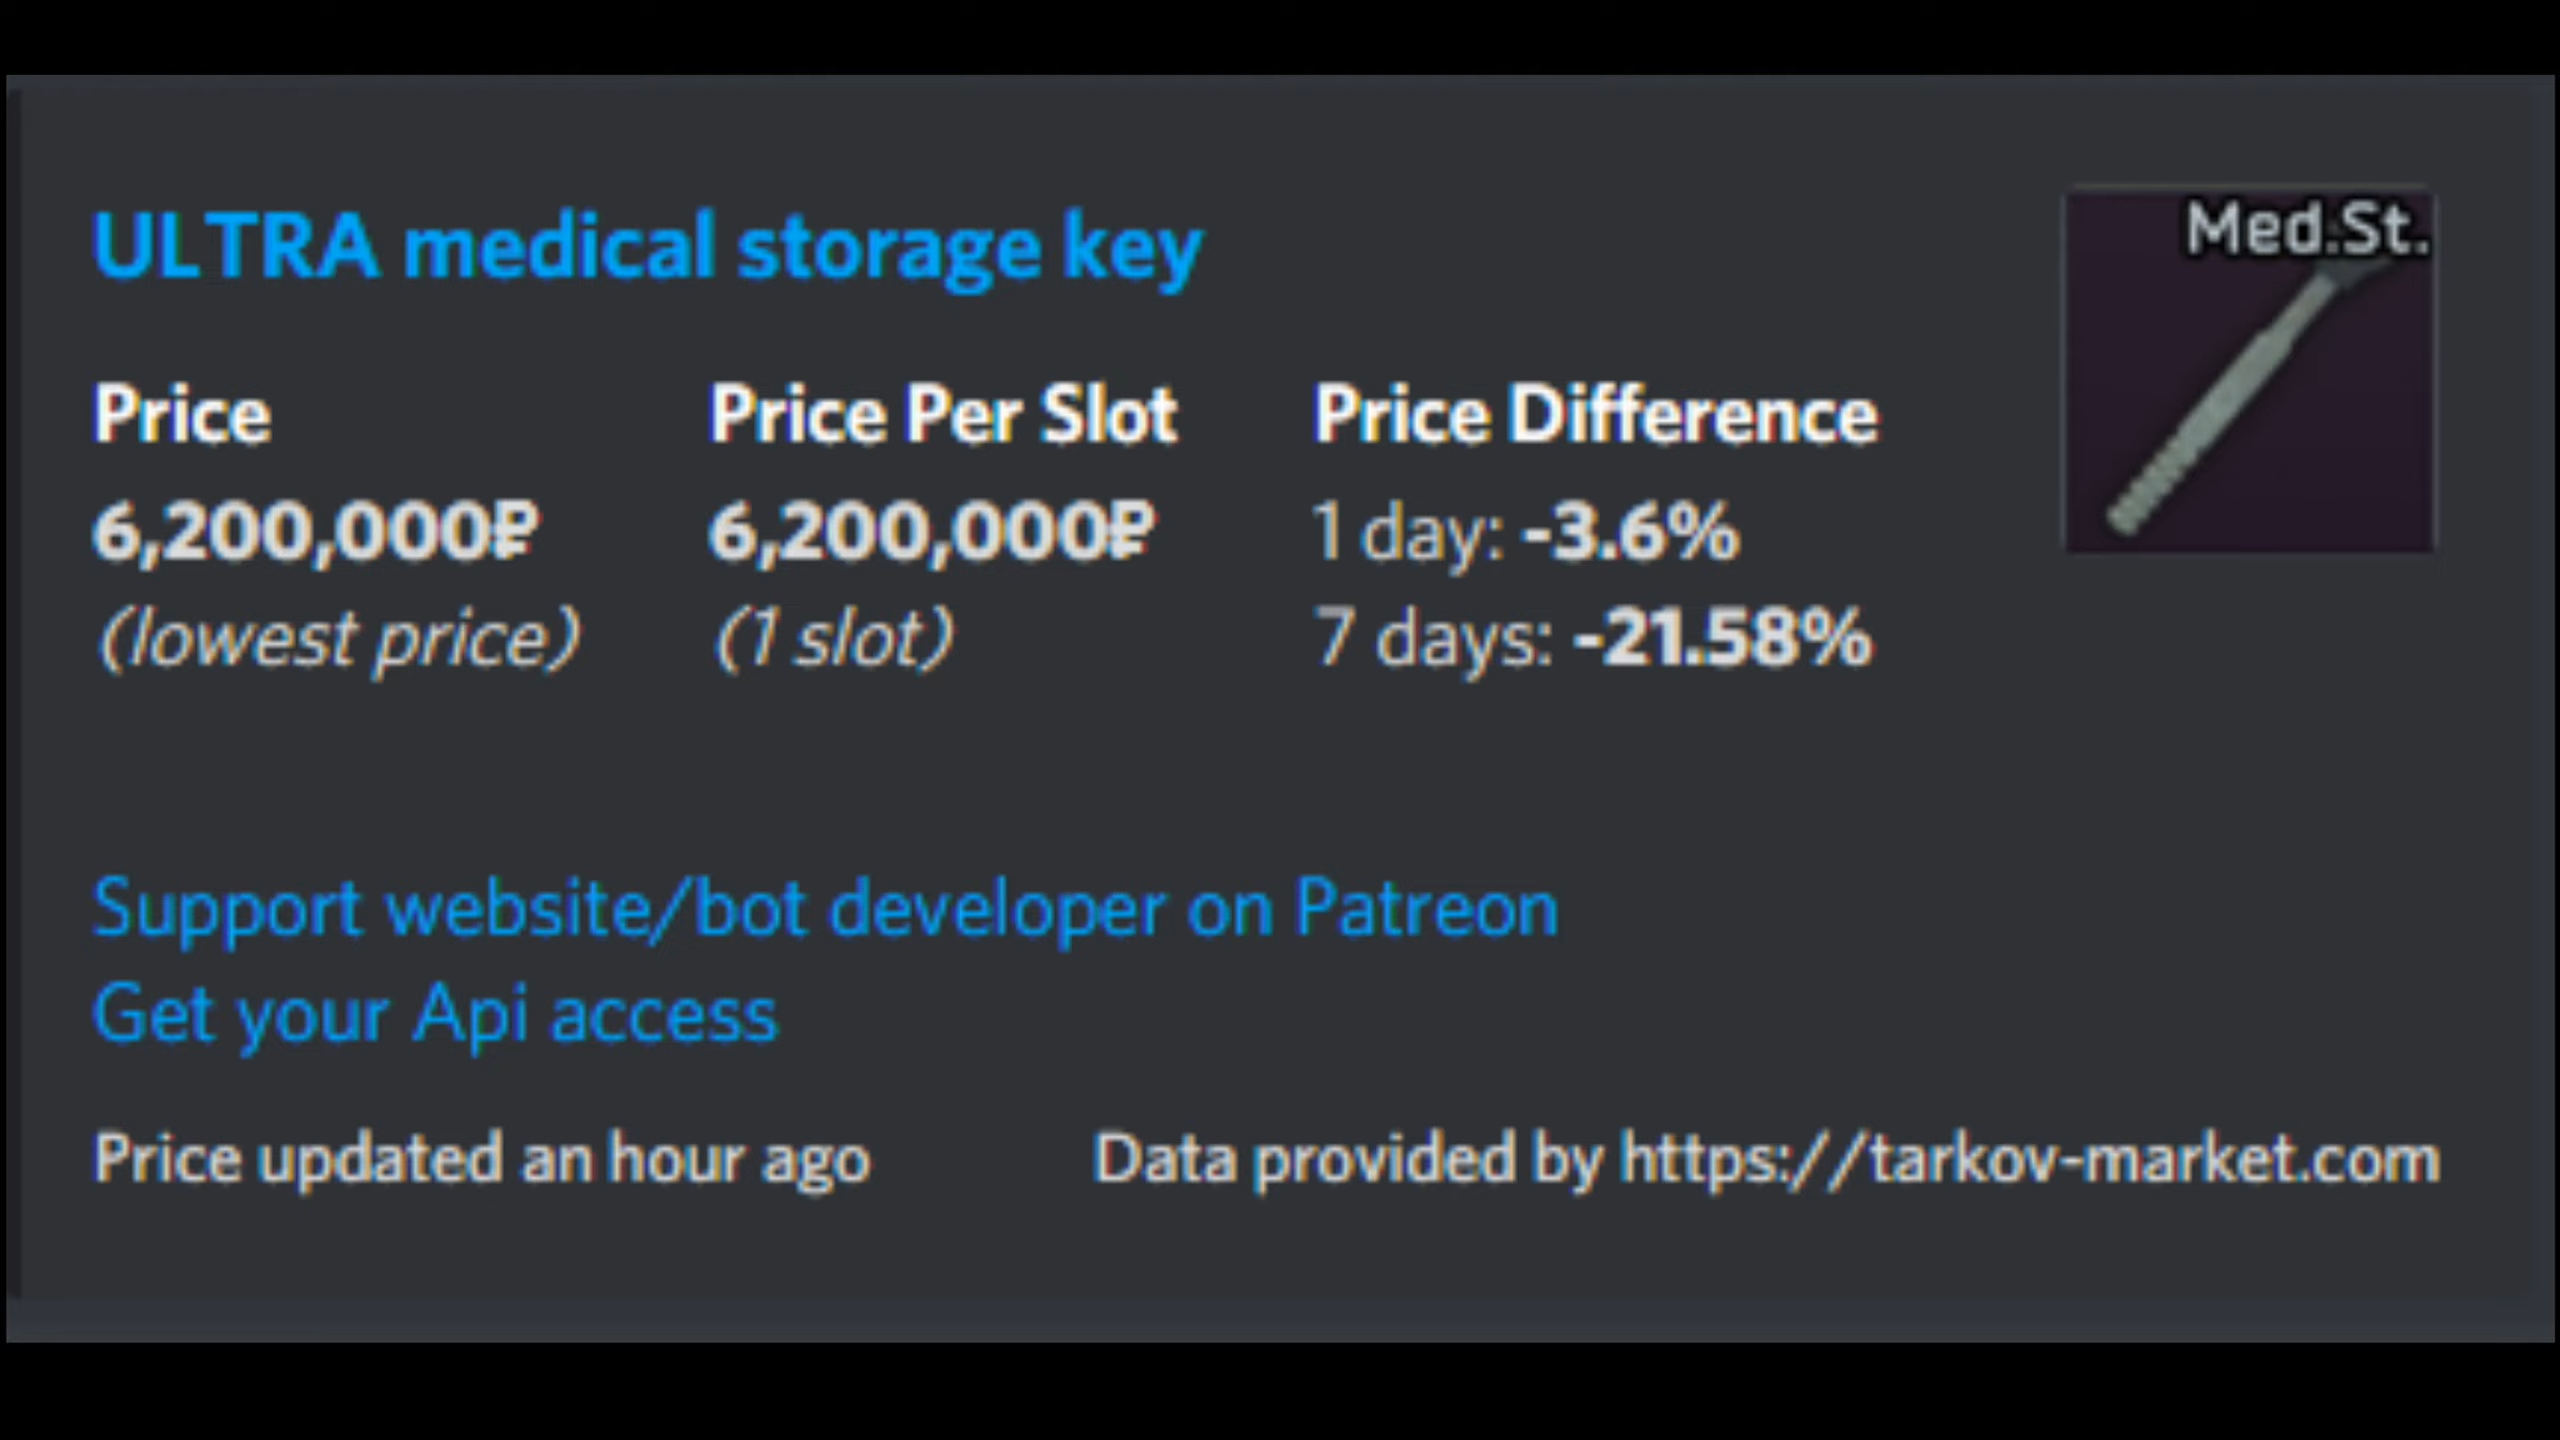 ULTRA medical storage key
Med.St.
Price
Price Per Slot
Price Difference
6,200,000₽
6,200,000₽
1 day: -3.6%
(lowest price)
(1 slot)
7 days: -21.58%
Support website/bot developer on Patreon
Get your Api access
Price updated an hour ago
Data provided by https://tarkov-market.com